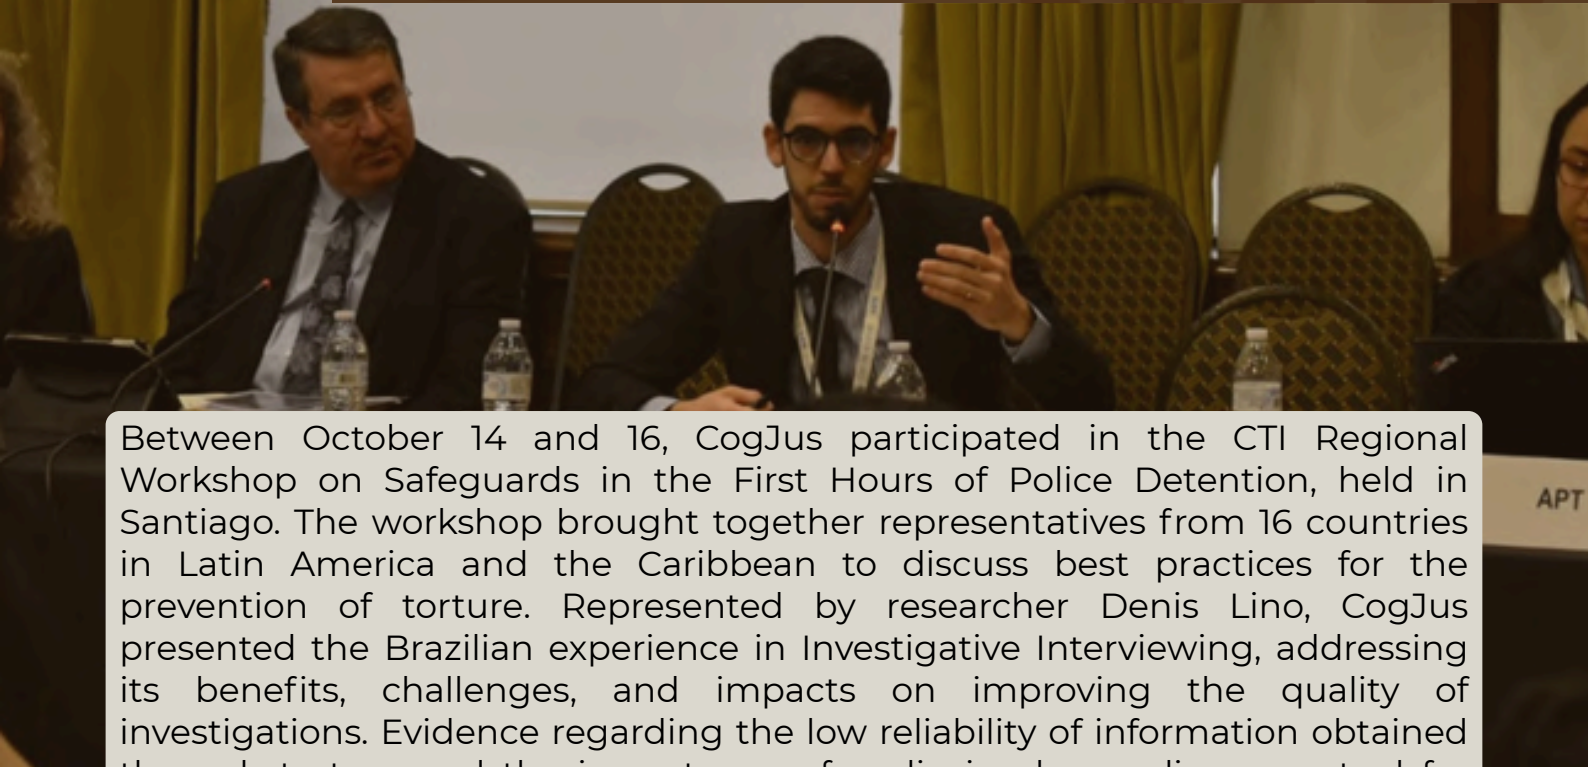 Between October 14 and 16, CogJus participated in the CTI Regional
Workshop on Safeguards in the First Hours of Police Detention, held in
Santiago. The workshop brought together representatives from 16 countries
in Latin America and the Caribbean to discuss best practices for the
prevention of torture. Represented by researcher Denis Lino, CogJus
presented the Brazilian experience in Investigative Interviewing, addressing
its benefits, challenges, and impacts on improving the quality of
investigations. Evidence regarding the low reliability of information obtained
APT